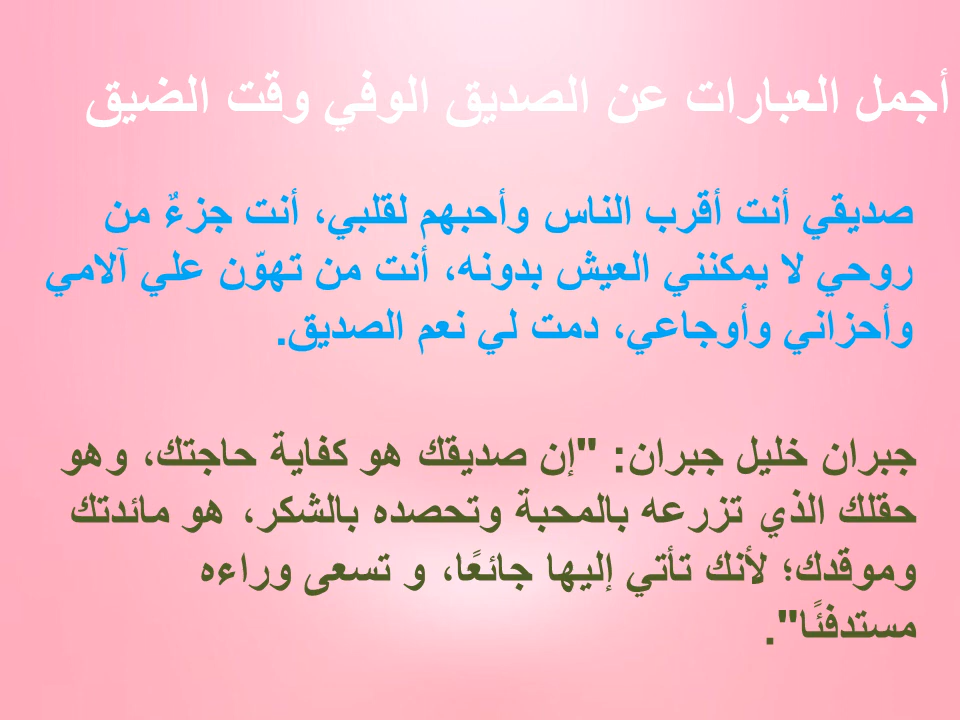 أجمل العبارات عن الصديق الوفي وقت الضيق
صديقي أنت أقرب الناس وأحبهم لقلبي، أنت جزءٌ من
روحي لا يمكنني العيش بدونه، أنت من تهوّن علي آلامي
وأحزاني وأوجاعي، دمت لي نعم الصديق.
جبران خليل جبران: "إن صديقك هو كفاية حاجتك، وهو
حقلك الذي تزرعه بالمحبة وتحصده بالشكر، هو مائدتك
وموقدك؛ لأنك تأتي إليها جائعًا، و تسعى وراءه
مستدفئًا".